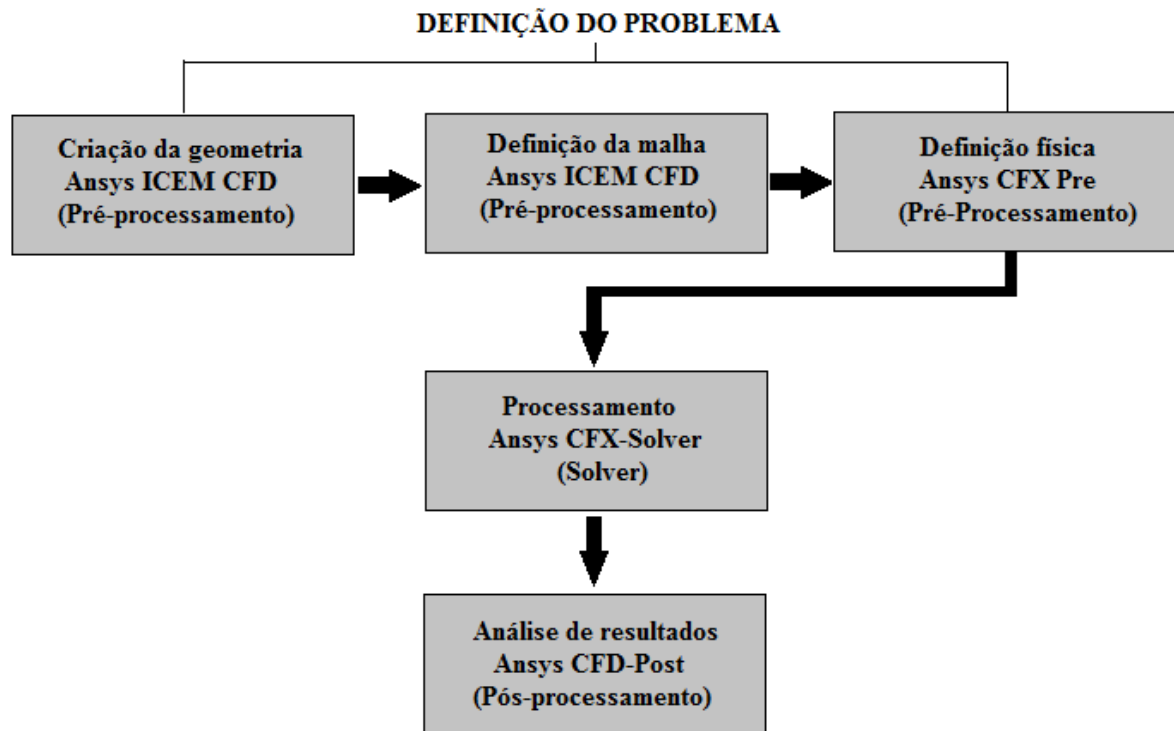 DEFINIÇÃO DO PROBLEMA
Criação da geometria
Ansys ICEM CFD
(Pré-processamento)
Definição da malha
Ansys ICEM CFD
(Pré-processamento)
Definição física
Ansys CFX Pre
(Pré-Processamento)
Processamento
Ansys CFX-Solver
(Solver)
Análise de resultados
Ansys CFD-Post
(Pós-processamento)